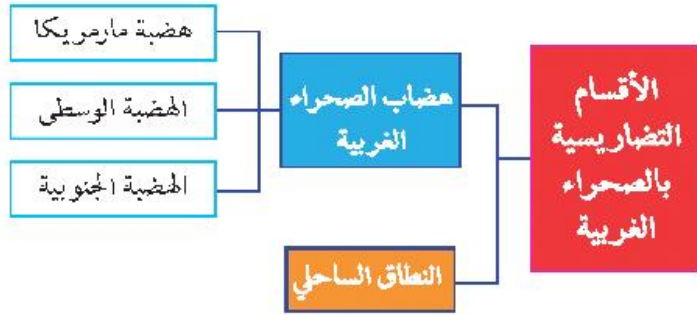 الأقسام
التضاريسية
بالصحراء
الغربية
هضاب الصحراء
الغربية
هضبة مارمريكا
الهضبة الوسطى
الهضبة الجنوبية
النطاق الساحلي